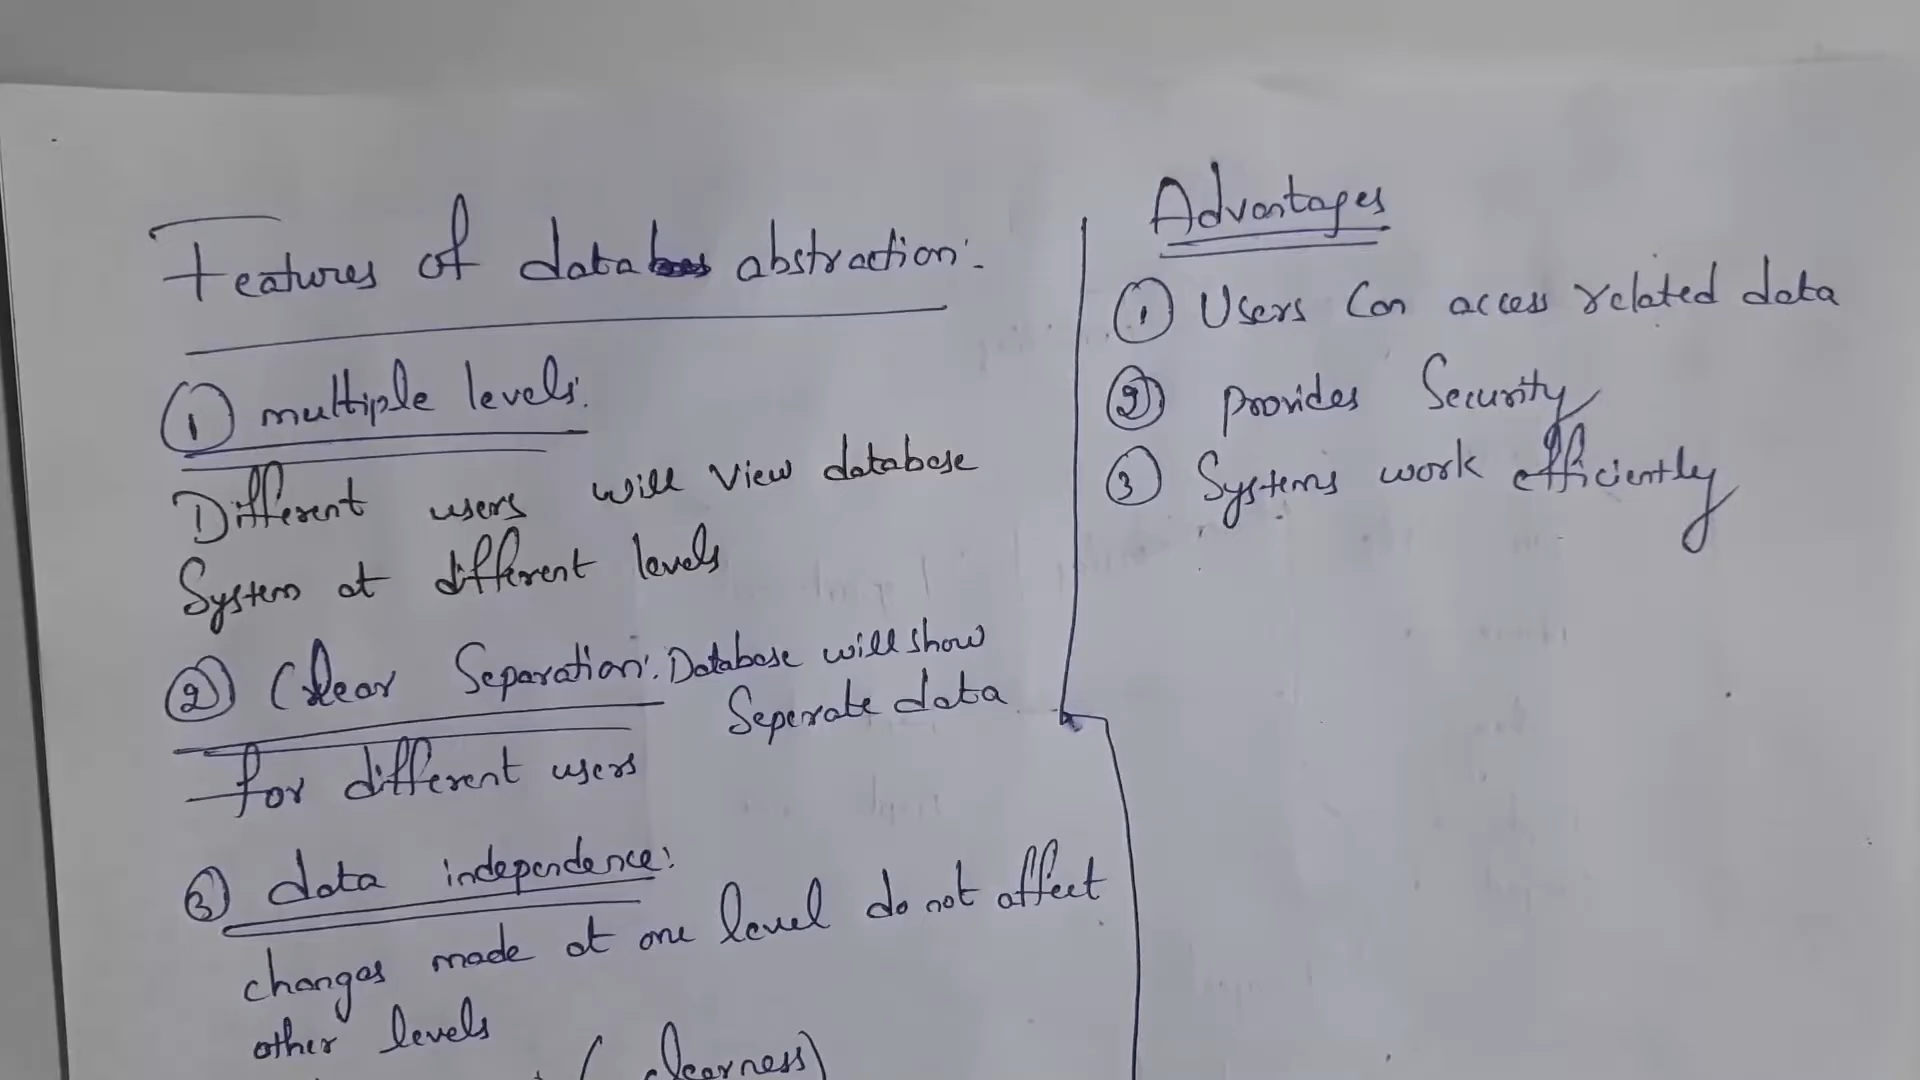 Features of data abstraction:
① multiple levels:
Different users will view database
System at different levels
② Clear Separation: Database will show
Seperate data
for different users
③ data independence:
changes made at one level do not affect
other levels
( clearness)
Advantages
① Users Can access related data
② provides Security
③ Systems work efficiently